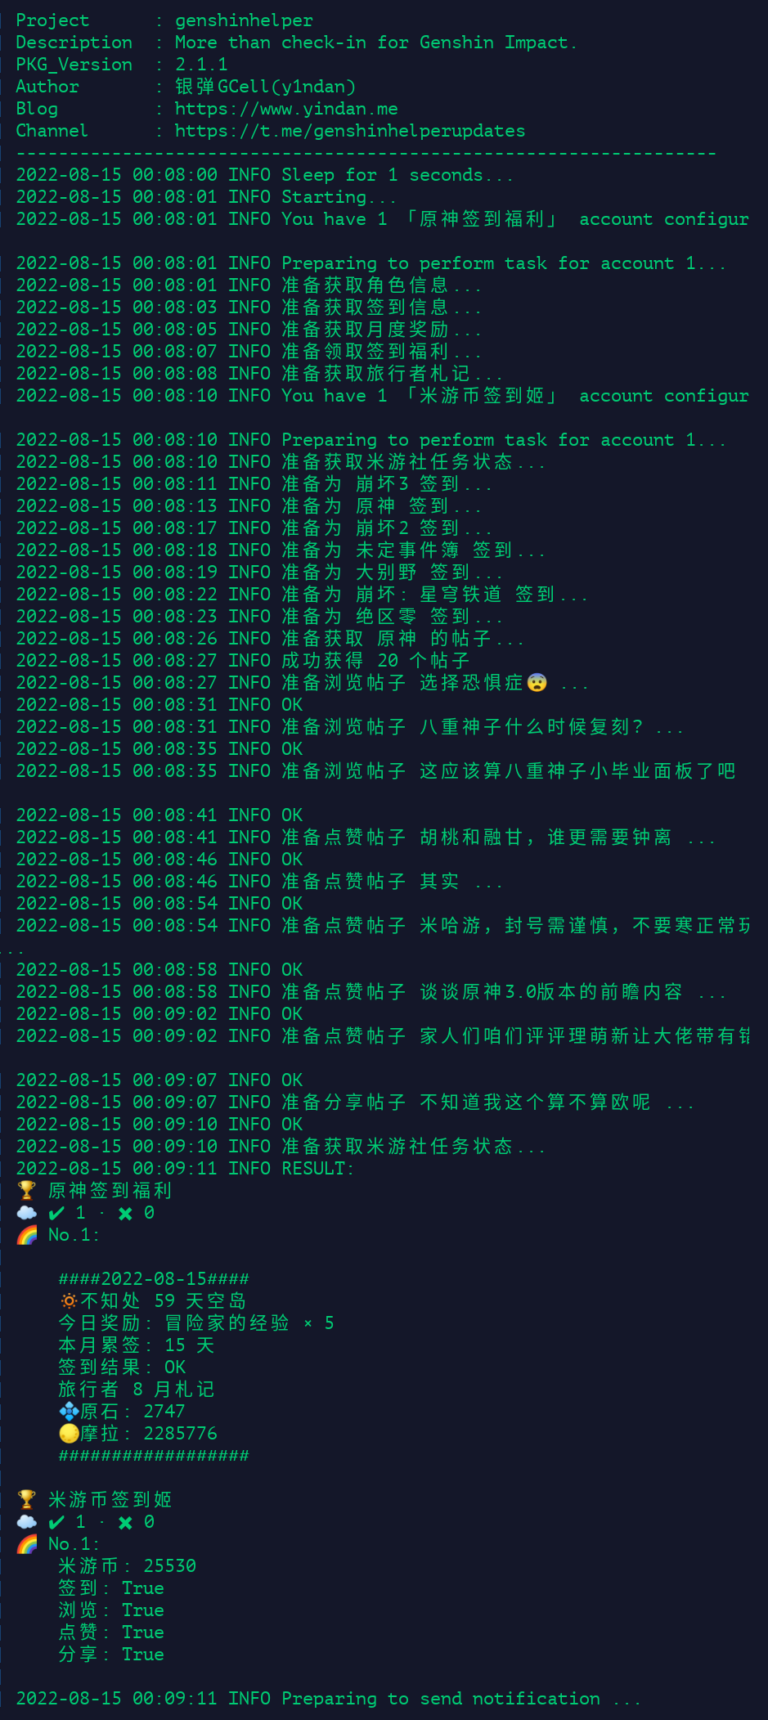 Project      : genshinhelper
Description  : More than check-in for Genshin Impact.
PKG_Version  : 2.1.1
Author       : 银弹GCell(y1ndan)
Blog         : https://www.yindan.me
Channel      : https://t.me/genshinhelperupdates
------------------------------------------------------------------
2022-08-15 00:08:00 INFO Sleep for 1 seconds...
2022-08-15 00:08:01 INFO Starting...
2022-08-15 00:08:01 INFO You have 1 「原神签到福利」 account configur
2022-08-15 00:08:01 INFO Preparing to perform task for account 1...
2022-08-15 00:08:01 INFO 准备获取角色信息...
2022-08-15 00:08:03 INFO 准备获取签到信息...
2022-08-15 00:08:05 INFO 准备获取月度奖励...
2022-08-15 00:08:07 INFO 准备领取签到福利...
2022-08-15 00:08:08 INFO 准备获取旅行者札记...
2022-08-15 00:08:10 INFO You have 1 「米游币签到姬」 account configur
2022-08-15 00:08:10 INFO Preparing to perform task for account 1...
2022-08-15 00:08:10 INFO 准备获取米游社任务状态...
2022-08-15 00:08:11 INFO 准备为 崩坏3 签到...
2022-08-15 00:08:13 INFO 准备为 原神 签到...
2022-08-15 00:08:17 INFO 准备为 崩坏2 签到...
2022-08-15 00:08:18 INFO 准备为 未定事件簿 签到...
2022-08-15 00:08:19 INFO 准备为 大别野 签到...
2022-08-15 00:08:22 INFO 准备为 崩坏: 星穹铁道 签到...
2022-08-15 00:08:23 INFO 准备为 绝区零 签到...
2022-08-15 00:08:26 INFO 准备获取 原神 的帖子...
2022-08-15 00:08:27 INFO 成功获得 20 个帖子
2022-08-15 00:08:27 INFO 准备浏览帖子 选择恐惧症😨 ...
2022-08-15 00:08:31 INFO OK
2022-08-15 00:08:31 INFO 准备浏览帖子 八重神子什么时候复刻? ...
2022-08-15 00:08:35 INFO OK
2022-08-15 00:08:35 INFO 准备浏览帖子 这应该算八重神子小毕业面板了吧
2022-08-15 00:08:41 INFO OK
2022-08-15 00:08:41 INFO 准备点赞帖子 胡桃和融甘，谁更需要钟离 ...
2022-08-15 00:08:46 INFO OK
2022-08-15 00:08:46 INFO 准备点赞帖子 其实 ...
2022-08-15 00:08:54 INFO OK
2022-08-15 00:08:54 INFO 准备点赞帖子 米哈游，封号需谨慎，不要寒正常玩
...
2022-08-15 00:08:58 INFO OK
2022-08-15 00:08:58 INFO 准备点赞帖子 谈谈原神3.0版本的前瞻内容 ...
2022-08-15 00:09:02 INFO OK
2022-08-15 00:09:02 INFO 准备点赞帖子 家人们咱们评评理萌新让大佬带有错
2022-08-15 00:09:07 INFO OK
2022-08-15 00:09:07 INFO 准备分享帖子 不知道我这个算不算欧呢 ...
2022-08-15 00:09:10 INFO OK
2022-08-15 00:09:10 INFO 准备获取米游社任务状态...
2022-08-15 00:09:11 INFO RESULT:
🏆 原神签到福利
☁️ ✔ 1 · ✖ 0
🌈 No.1:
####2022-08-15####
🔅不知处 59 天空岛
今日奖励: 冒险家的经验 × 5
本月累签: 15 天
签到结果: OK
旅行者 8 月札记
💠原石: 2747
🌕摩拉: 2285776
##################
🏆 米游币签到姬
☁️ ✔ 1 · ✖ 0
🌈 No.1:
米游币: 25530
签到: True
浏览: True
点赞: True
分享: True
2022-08-15 00:09:11 INFO Preparing to send notification ...